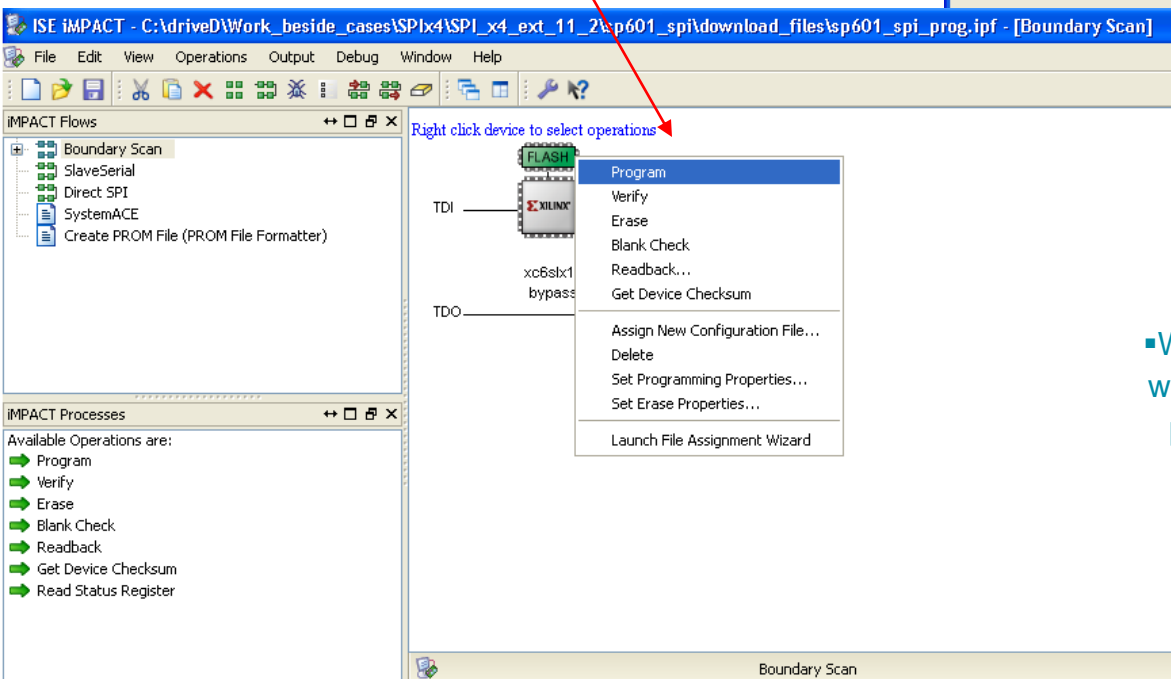 ISE iMPACT - C:\driveD\Work_beside_cases\SPIx4\SPI_x4_ext_11_2\sp601_spi\download_files\sp601_spi_prog.ipf - [Boundary Scan]
File Edit View Operations Output Debug Window Help
iMPACT Flows
Boundary Scan
SlaveSerial
Direct SPI
SystemACE
Create PROM File (PROM File Formatter)
Right click device to select operations
FLASH
TDI
XILINX
xc6slx1
bypass
TDO
Program
Verify
Erase
Blank Check
Readback...
Get Device Checksum
Assign New Configuration File...
Delete
Set Programming Properties...
Set Erase Properties...
Launch File Assignment Wizard
iMPACT Processes
Available Operations are:
Program
Verify
Erase
Blank Check
Readback
Get Device Checksum
Read Status Register
Boundary Scan